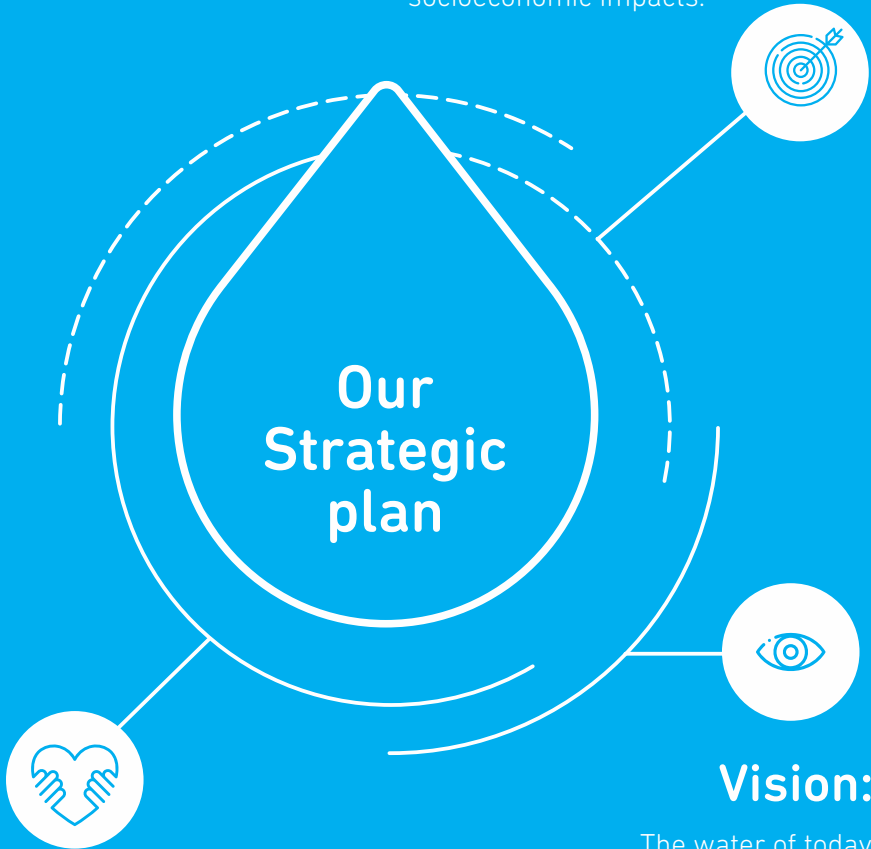 socioeconomic impacts.
Our
Strategic
plan
Vision:
The water of today